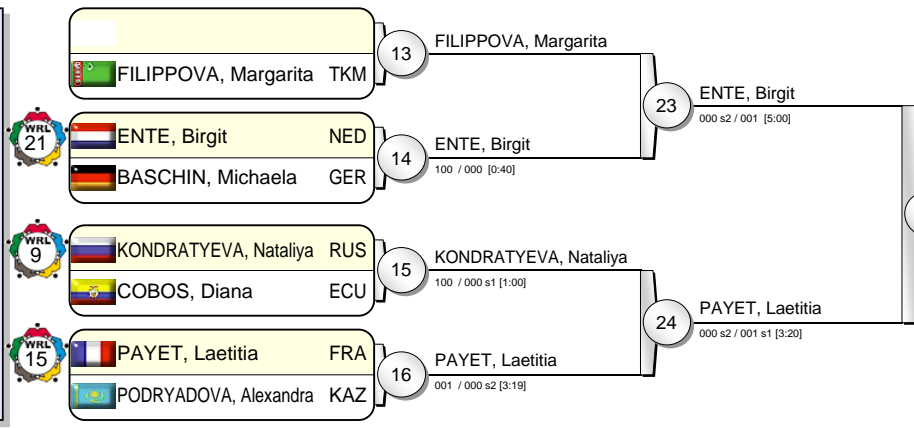 FILIPPOVA, Margarita TKM
WRL
21
ENTE, Birgit NED
BASCHIN, Michaela GER
WRL
9
KONDRATYEVA, Nataliya RUS
COBOS, Diana ECU
WRL
15
PAYET, Laetitia FRA
PODRYADOVA, Alexandra KAZ
13
FILIPPOVA, Margarita
14
ENTE, Birgit
100 / 000 [0:40]
15
KONDRATYEVA, Nataliya
100 / 000 s1 [1:00]
16
PAYET, Laetitia
001 / 000 s2 [3:19]
23
ENTE, Birgit
000 s2 / 001 [5:00]
24
PAYET, Laetitia
000 s2 / 001 s1 [3:20]